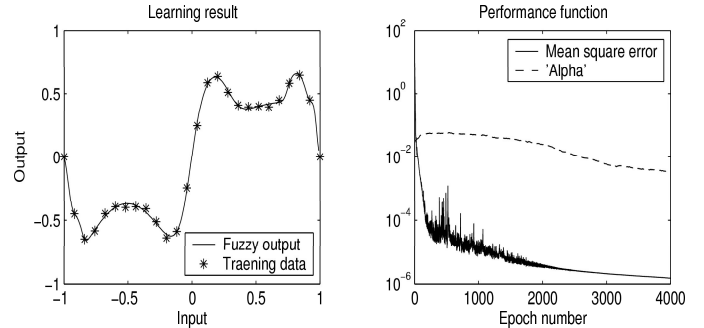 Learning result
1
0.5
0
−0.5
−1
−1
−0.5
0
0.5
1
Output
Input
Fuzzy output
Traening data
Performance function
10^2
10^0
10^−2
10^−4
10^−6
0
1000
2000
3000
4000
Epoch number
Mean square error
'Alpha'